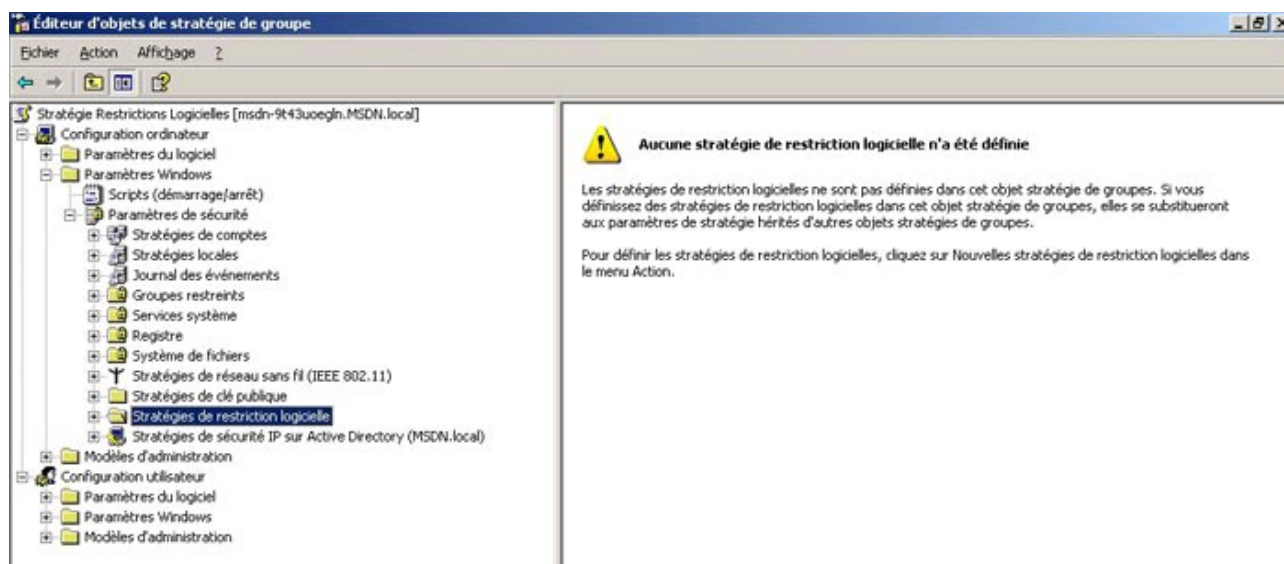 Éditeur d'objets de stratégie de groupe
Fichier Action Affichage ?
Stratégie Restrictions Logicielles [msdn-9t43uoegln.MSDN.local]
Configuration ordinateur
Paramètres du logiciel
Paramètres Windows
Scripts (démarrage/arrêt)
Paramètres de sécurité
Stratégies de comptes
Stratégies locales
Journal des événements
Groupes restreints
Services système
Registre
Système de fichiers
Stratégies de réseau sans fil (IEEE 802.11)
Stratégies de clé publique
Stratégies de restriction logicielle
Stratégies de sécurité IP sur Active Directory (MSDN.local)
Modèles d'administration
Configuration utilisateur
Paramètres du logiciel
Paramètres Windows
Modèles d'administration
Aucune stratégie de restriction logicielle n'a été définie
Les stratégies de restriction logicielles ne sont pas définies dans cet objet stratégie de groupes. Si vous
définissez des stratégies de restriction logicielles dans cet objet stratégie de groupes, elles se substitueront
aux paramètres de stratégie hérités d'autres objets stratégies de groupes.
Pour définir les stratégies de restriction logicielles, cliquez sur Nouvelles stratégies de restriction logicielles dans
le menu Action.